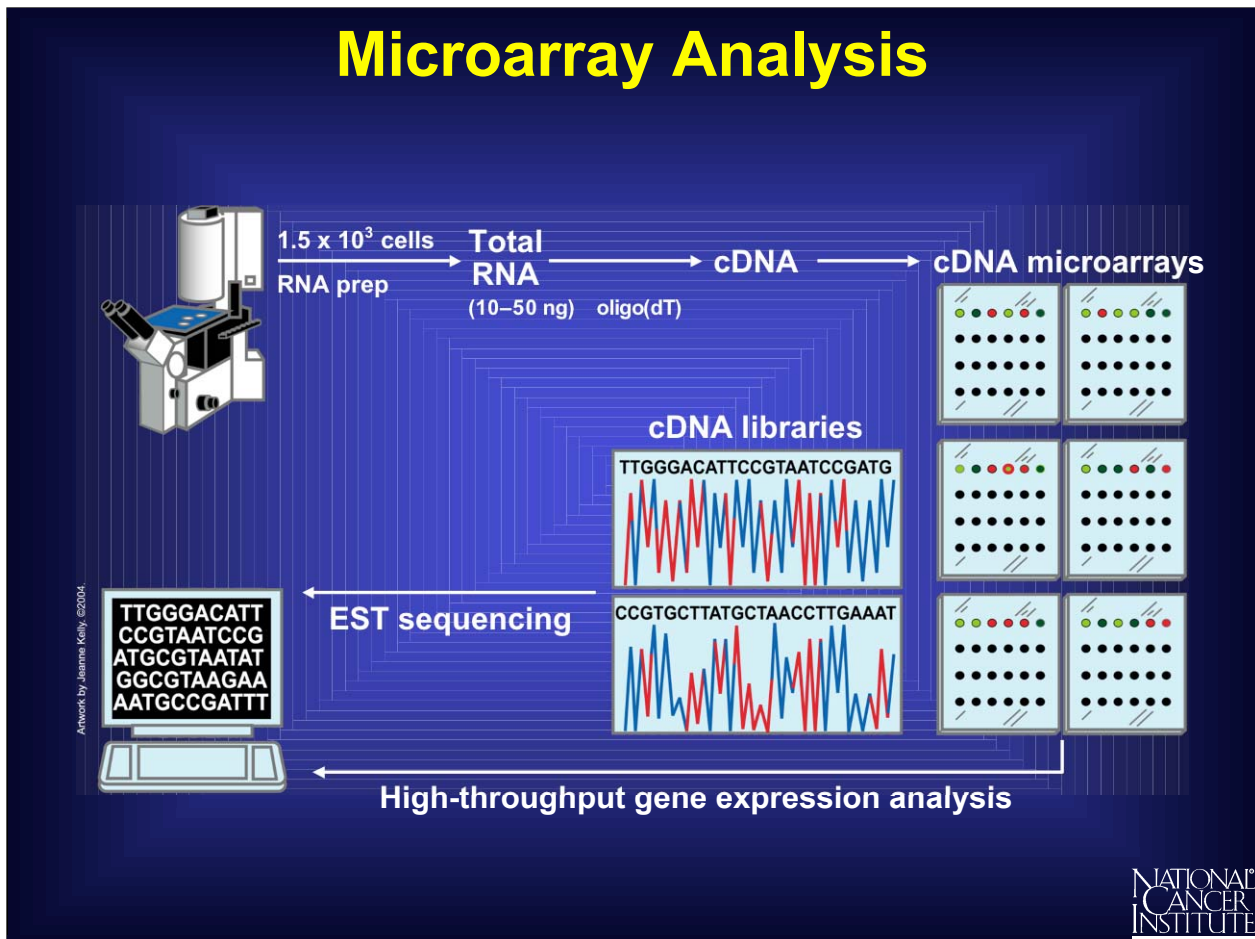 Microarray Analysis
1.5 x 10³ cells
RNA prep
Total
RNA
(10–50 ng) oligo(dT)
cDNA
cDNA microarrays
cDNA libraries
TTGGGACATTCCGTAATCCGATG
CCGTGCTTATGCTAACCTTGAAAT
EST sequencing
TTGGGACATT
CCGTAATCCG
ATGCGTAATAT
GGCGTAAGAA
AATGCCGATTT
High-throughput gene expression analysis
Artwork by Jeanne Kelly. ©2004.
NATIONAL
CANCER
INSTITUTE